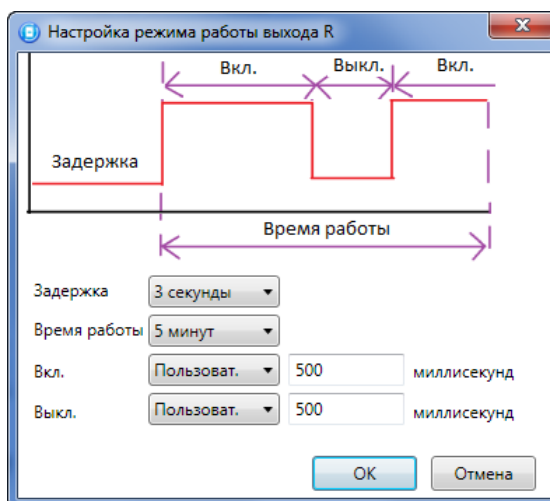 Настройка режима работы выхода R
Вкл. Выкл. Вкл.
Задержка
Время работы
Задержка 3 секунды
Время работы 5 минут
Вкл. Пользоват. 500 миллисекунд
Выкл. Пользоват. 500 миллисекунд
OK Отмена